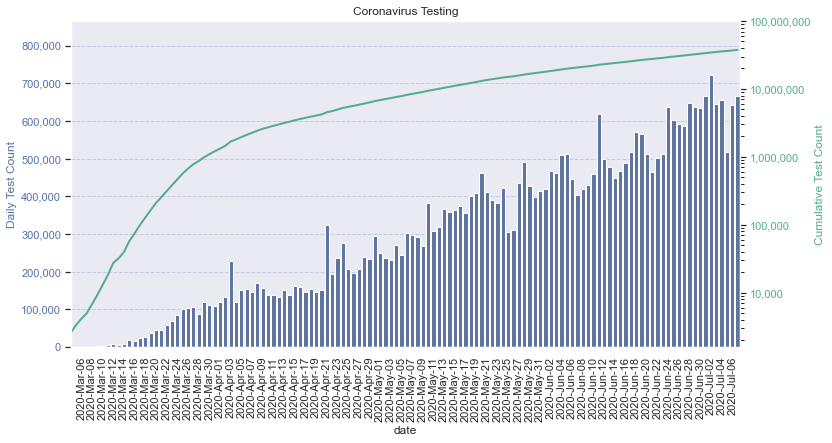 Coronavirus Testing
Daily Test Count
800,000
700,000
600,000
500,000
400,000
300,000
200,000
100,000
0
100,000,000
10,000,000
1,000,000
100,000
10,000
Cumulative Test Count
2020-Mar-06
2020-Mar-08
2020-Mar-10
2020-Mar-12
2020-Mar-14
2020-Mar-16
2020-Mar-18
2020-Mar-20
2020-Mar-22
2020-Mar-24
2020-Mar-26
2020-Mar-28
2020-Mar-30
2020-Apr-01
2020-Apr-03
2020-Apr-05
2020-Apr-07
2020-Apr-09
2020-Apr-11
2020-Apr-13
2020-Apr-15
2020-Apr-17
2020-Apr-19
2020-Apr-21
2020-Apr-23
2020-Apr-25
2020-Apr-27
2020-Apr-29
2020-May-01
2020-May-03
2020-May-05
2020-May-07
2020-May-09
2020-May-11
2020-May-13
2020-May-15
2020-May-17
2020-May-19
2020-May-21
2020-May-23
2020-May-25
2020-May-27
2020-May-29
2020-May-31
2020-Jun-02
2020-Jun-04
2020-Jun-06
2020-Jun-08
2020-Jun-10
2020-Jun-12
2020-Jun-14
2020-Jun-16
2020-Jun-18
2020-Jun-20
2020-Jun-22
2020-Jun-24
2020-Jun-26
2020-Jun-28
2020-Jun-30
2020-Jul-02
2020-Jul-04
2020-Jul-06
date